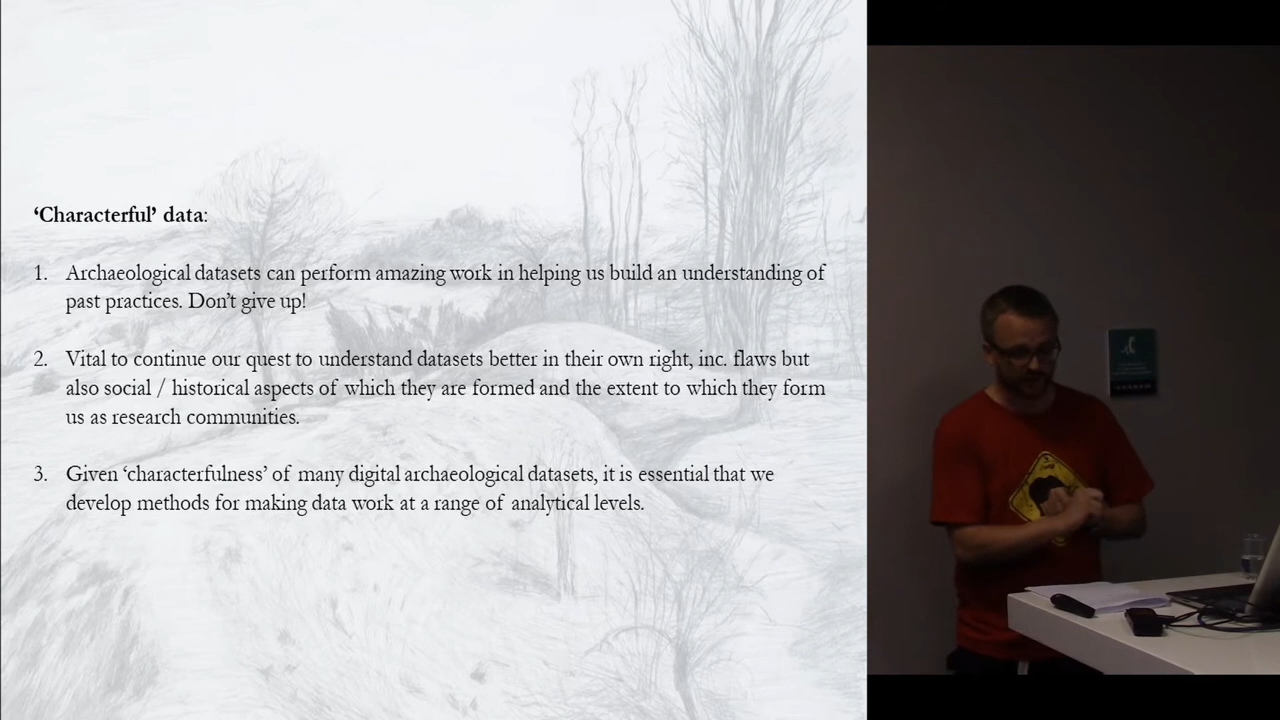 ‘Characterful’ data:
1. Archaeological datasets can perform amazing work in helping us build an understanding of
past practices. Don’t give up!
2. Vital to continue our quest to understand datasets better in their own right, inc. flaws but
also social / historical aspects of which they are formed and the extent to which they form
us as research communities.
3. Given ‘characterfulness’ of many digital archaeological datasets, it is essential that we
develop methods for making data work at a range of analytical levels.